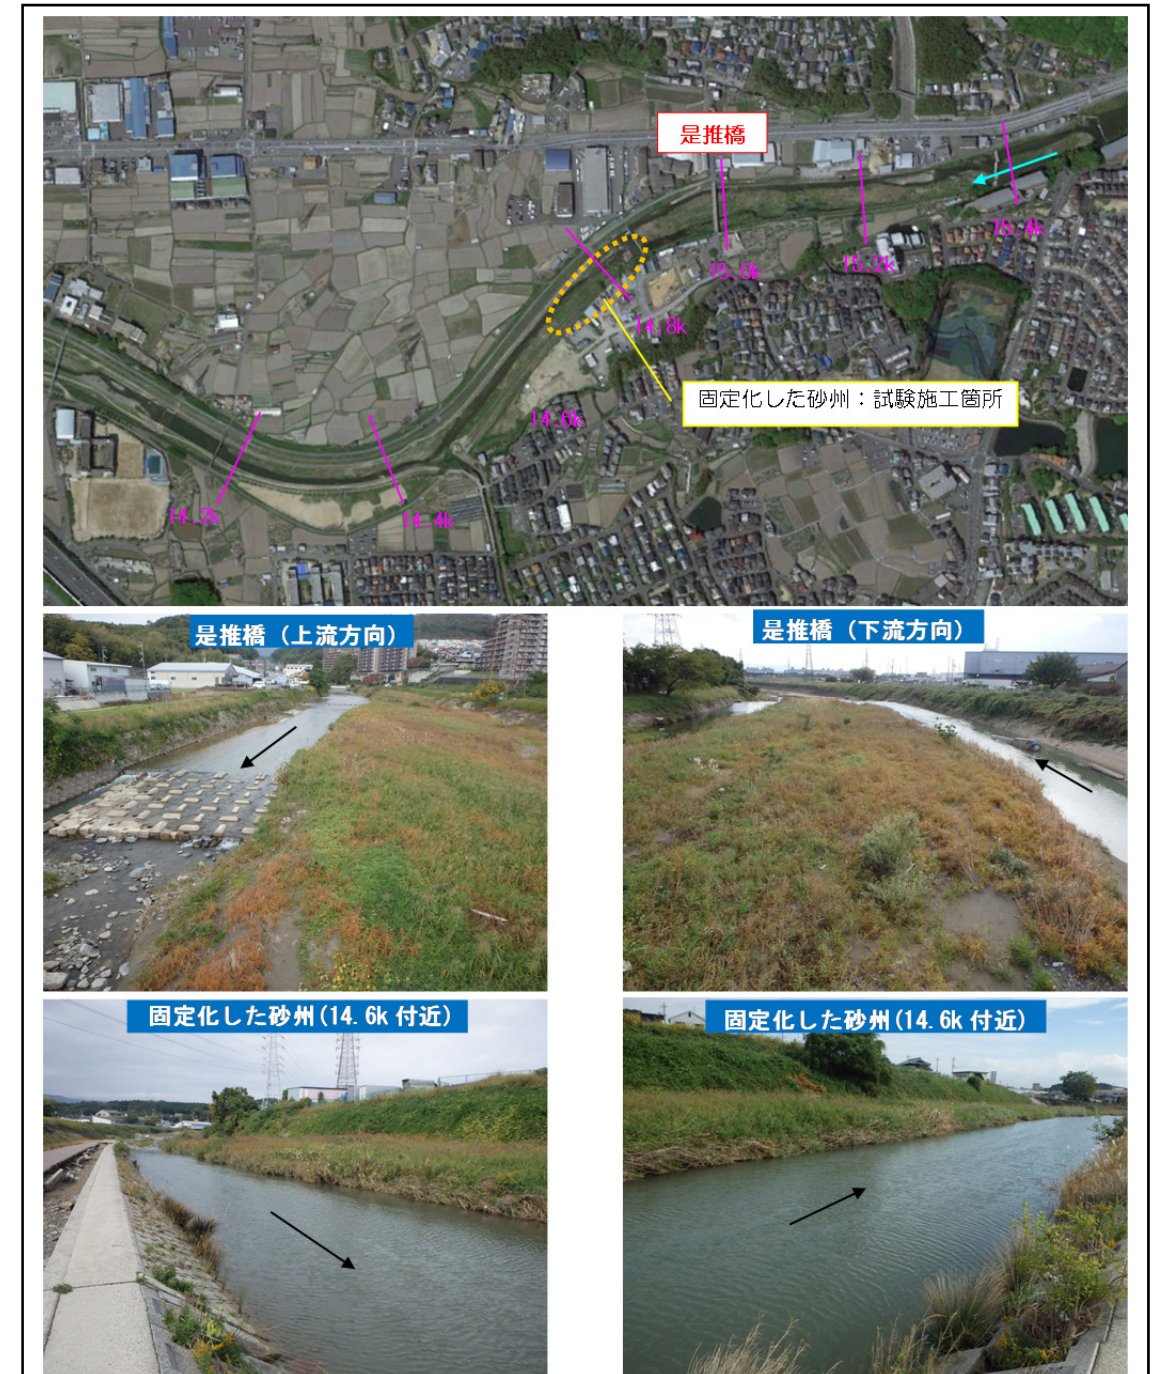 是推橋
15.4k
15.2k
15.0k
14.8k
固定化した砂州：試験施工箇所
14.6k
14.4k
14.2k
是推橋（上流方向）
是推橋（下流方向）
固定化した砂州(14.6k 付近)
固定化した砂州(14.6k 付近)